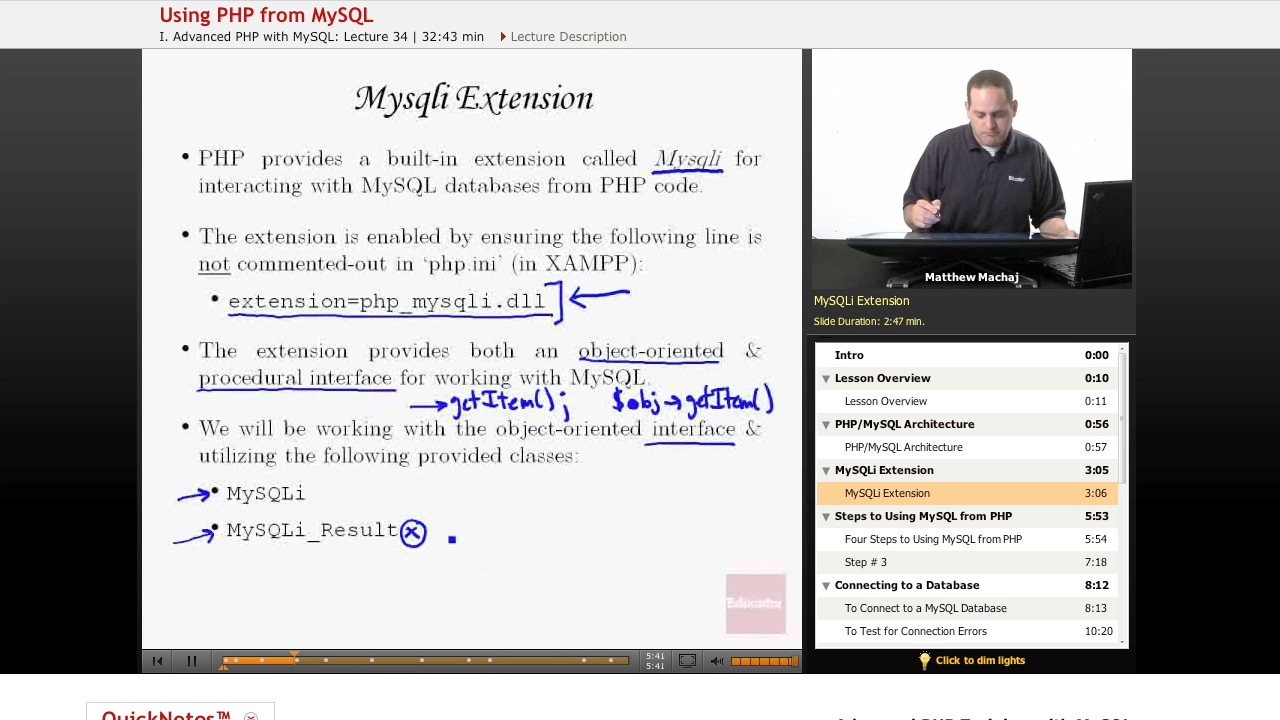 Using PHP from MySQL
I. Advanced PHP with MySQL: Lecture 34 | 32:43 min Lecture Description
Mysqli Extension
• PHP provides a built-in extension called Mysqli for
interacting with MySQL databases from PHP code.
• The extension is enabled by ensuring the following line is
not commented-out in ‘php.ini’ (in XAMPP):
• extension=php_mysqli.dll
• The extension provides both an object-oriented &
procedural interface for working with MySQL.
→ getItem(); $obj→getItem()
• We will be working with the object-oriented interface &
utilizing the following provided classes:
• MySQLi
• MySQLi_Result
Educator
5:41
5:41
Matthew Machaj
MySQLi Extension
Slide Duration: 2:47 min.
Intro 0:00
Lesson Overview 0:10
Lesson Overview 0:11
PHP/MySQL Architecture 0:56
PHP/MySQL Architecture 0:57
MySQLi Extension 3:05
MySQLi Extension 3:06
Steps to Using MySQL from PHP 5:53
Four Steps to Using MySQL from PHP 5:54
Step # 3 7:18
Connecting to a Database 8:12
To Connect to a MySQL Database 8:13
To Test for Connection Errors 10:20
Click to dim lights
QuickNotes™